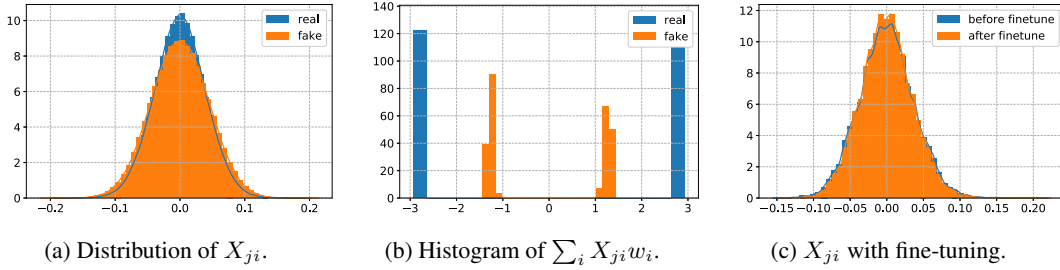 real
fake
10
8
6
4
2
0
−0.2 −0.1 0.0 0.1 0.2
(a) Distribution of X_{ji}.
real
fake
140
120
100
80
60
40
20
0
−3 −2 −1 0 1 2 3
(b) Histogram of ∑_i X_{ji}w_i.
before finetune
after finetune
12
10
8
6
4
2
0
−0.15 −0.10 −0.05 0.00 0.05 0.10 0.15 0.20
(c) X_{ji} with fine-tuning.